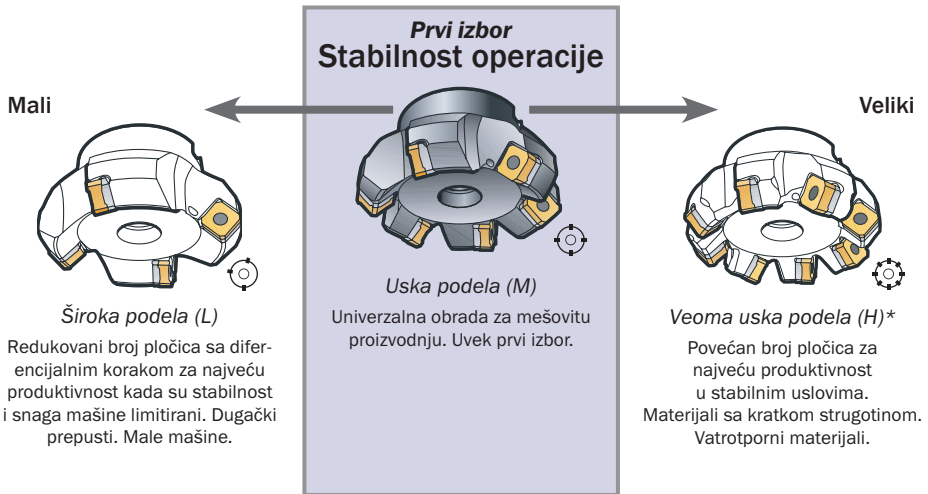 Prvi izbor
Stabilnost operacije
Mali
Veliki
Široka podela (L)
Redukovani broj pločica sa difer-
encijalnim korakom za najveću
produktivnost kada su stabilnost
i snaga mašine limitirani. Dugački
prepusti. Male mašine.
Uska podela (M)
Univerzalna obrada za mešovitu
proizvodnju. Uvek prvi izbor.
Veoma uska podela (H)*
Povećan broj pločica za
najveću produktivnost
u stabilnim uslovima.
Materijali sa kratkom strugotinom.
Vatrotporni materijali.